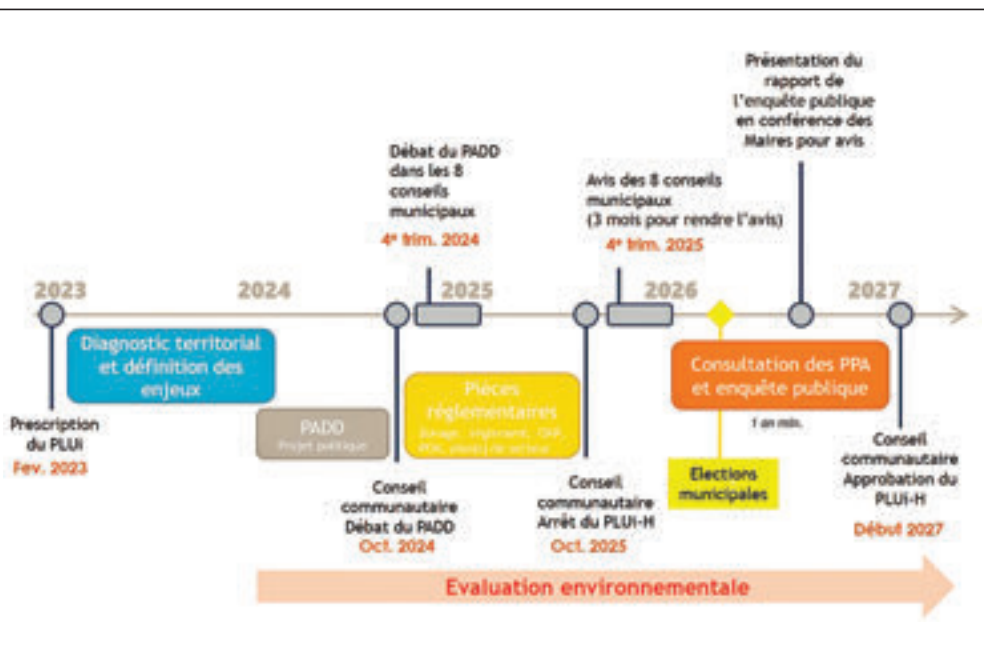 Présentation du
rapport de
l'enquête publique
en conférence des
Maires pour avis
Débat du PADD
dans les 8
conseils
municipaux
4e trim. 2024
Avis des 8 conseils
municipaux
(3 mois pour rendre l'avis)
4e trim. 2025
2023
2024
2025
2026
2027
Diagnostic territorial
et définition des
enjeux
PADD
Projet politique
Pièces
réglementaires
Consultation des PPA
et enquête publique
1 an min.
Prescription
du PLUi
Fev. 2023
Conseil
communautaire
Débat du PADD
Oct. 2024
Conseil
communautaire
Arrêt du PLUi-H
Oct. 2025
Elections
municipales
Conseil
communautaire
Approbation du
PLUi-H
Début 2027
Evaluation environnementale